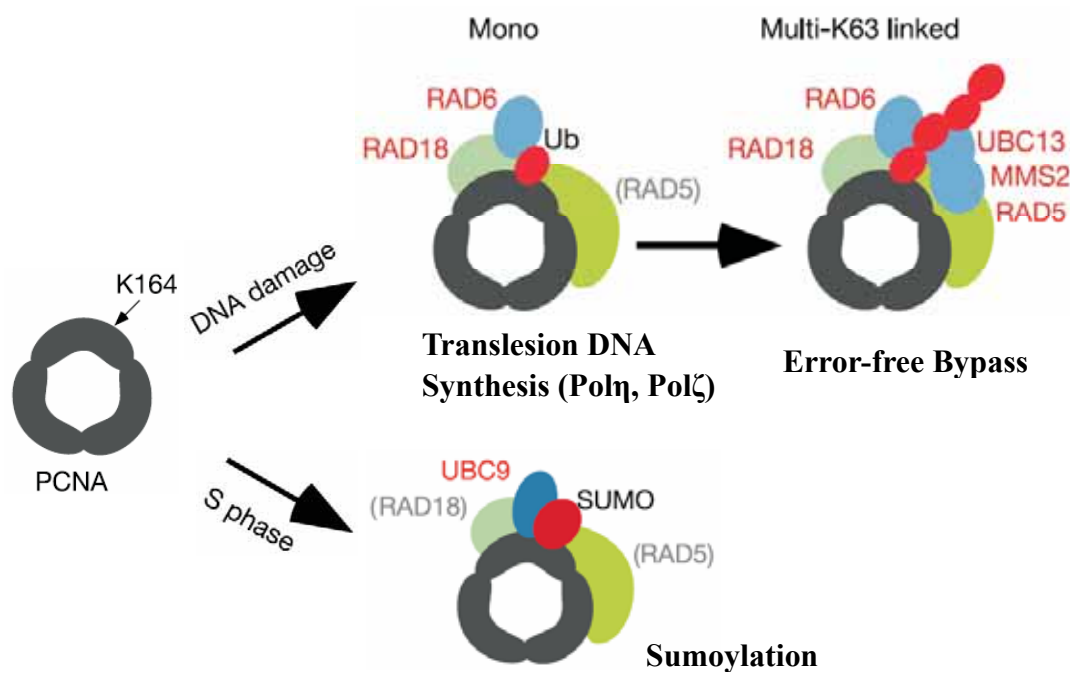 Mono
Multi-K63 linked
RAD6
RAD18
Ub
(RAD5)
RAD6
RAD18
UBC13
MMS2
RAD5
K164
DNA damage
Translesion DNA
Synthesis (Polη, Polζ)
Error-free Bypass
PCNA
S phase
UBC9
(RAD18)
SUMO
(RAD5)
Sumoylation